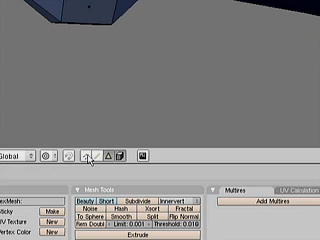 Global
Mesh Tools
exMesh:
Beauty Short Subdivide Innervert
Multires
UV Calculation
Sticky Make
Noise Hash Xsort Fractal
Add Multires
UV Texture New
To Sphere Smooth Split Flip Normal
Vertex Color New
Rem Doubl Limit: 0.001 Threshold: 0.010
Extrude